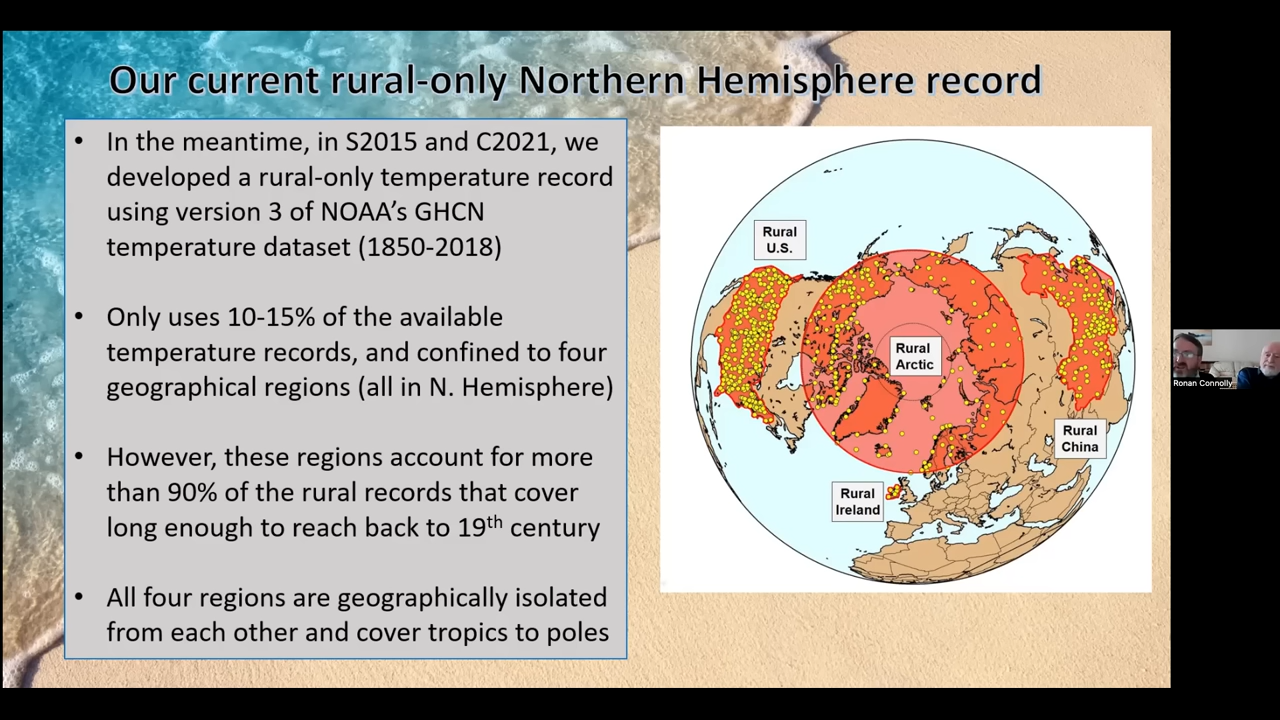 Our current rural-only Northern Hemisphere record
• In the meantime, in S2015 and C2021, we
developed a rural-only temperature record
using version 3 of NOAA's GHCN
temperature dataset (1850-2018)
• Only uses 10-15% of the available
temperature records, and confined to four
geographical regions (all in N. Hemisphere)
• However, these regions account for more
than 90% of the rural records that cover
long enough to reach back to 19th century
• All four regions are geographically isolated
from each other and cover tropics to poles
Rural
U.S.
Rural
Arctic
Rural
China
Rural
Ireland
Ronan Connolly